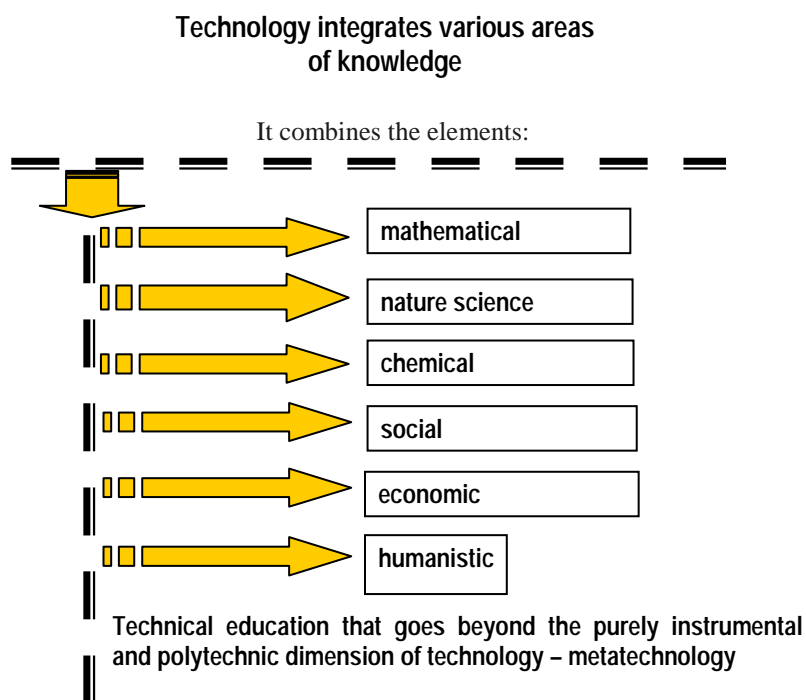 Technology integrates various areas
of knowledge
It combines the elements:
mathematical
nature science
chemical
social
economic
humanistic
Technical education that goes beyond the purely instrumental
and polytechnic dimension of technology – metatechnology